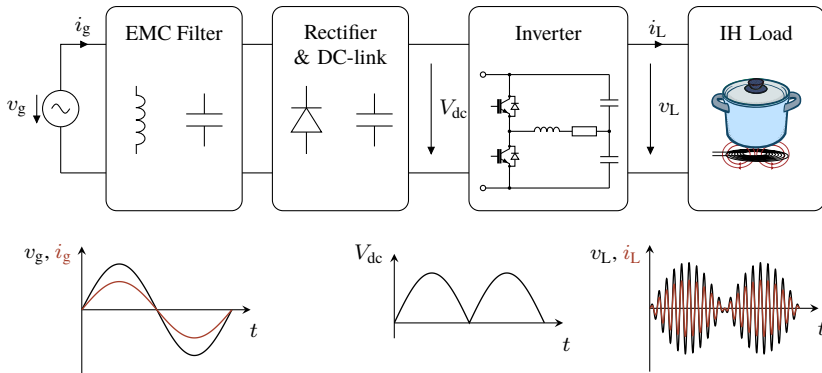 i_g
EMC Filter
Rectifier
& DC-link
Inverter
i_L
IH Load
v_g
V_dc
v_L
v_g, i_g
t
V_dc
t
v_L, i_L
t